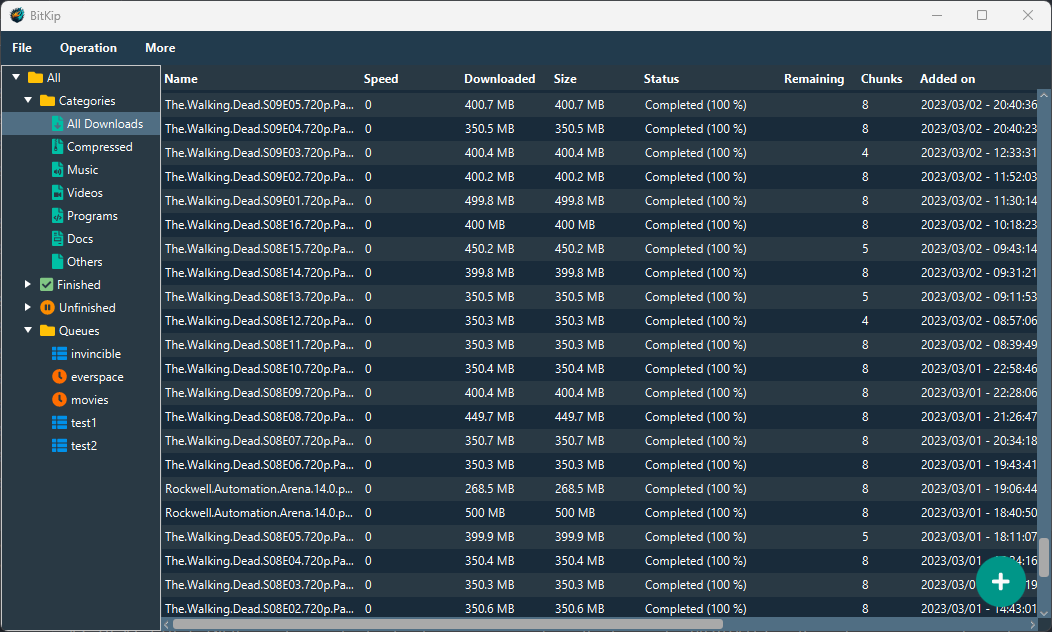 BitKip
File Operation More
All
Categories
All Downloads
Compressed
Music
Videos
Programs
Docs
Others
Finished
Unfinished
Queues
invincible
everspace
movies
test1
test2
Name Speed Downloaded Size Status Remaining Chunks Added on
The.Walking.Dead.S09E05.720p.Pa... 0 400.7 MB 400.7 MB Completed (100 %) 8 2023/03/02 - 20:40:36
The.Walking.Dead.S09E04.720p.Pa... 0 350.5 MB 350.5 MB Completed (100 %) 8 2023/03/02 - 20:40:23
The.Walking.Dead.S09E03.720p.Pa... 0 400.4 MB 400.4 MB Completed (100 %) 4 2023/03/02 - 12:33:31
The.Walking.Dead.S09E02.720p.Pa... 0 400.2 MB 400.2 MB Completed (100 %) 8 2023/03/02 - 11:52:03
The.Walking.Dead.S09E01.720p.Pa... 0 499.8 MB 499.8 MB Completed (100 %) 8 2023/03/02 - 11:30:14
The.Walking.Dead.S08E16.720p.Pa... 0 400 MB 400 MB Completed (100 %) 8 2023/03/02 - 10:18:23
The.Walking.Dead.S08E15.720p.Pa... 0 450.2 MB 450.2 MB Completed (100 %) 5 2023/03/02 - 09:43:14
The.Walking.Dead.S08E14.720p.Pa... 0 399.8 MB 399.8 MB Completed (100 %) 8 2023/03/02 - 09:31:21
The.Walking.Dead.S08E13.720p.Pa... 0 350.5 MB 350.5 MB Completed (100 %) 5 2023/03/02 - 09:11:53
The.Walking.Dead.S08E12.720p.Pa... 0 350.3 MB 350.3 MB Completed (100 %) 4 2023/03/02 - 08:57:06
The.Walking.Dead.S08E11.720p.Pa... 0 350.3 MB 350.3 MB Completed (100 %) 8 2023/03/02 - 08:39:49
The.Walking.Dead.S08E10.720p.Pa... 0 350.4 MB 350.4 MB Completed (100 %) 8 2023/03/01 - 22:58:46
The.Walking.Dead.S08E09.720p.Pa... 0 400.4 MB 400.4 MB Completed (100 %) 8 2023/03/01 - 22:28:06
The.Walking.Dead.S08E08.720p.Pa... 0 449.7 MB 449.7 MB Completed (100 %) 8 2023/03/01 - 21:26:47
The.Walking.Dead.S08E07.720p.Pa... 0 350.7 MB 350.7 MB Completed (100 %) 8 2023/03/01 - 20:34:18
The.Walking.Dead.S08E06.720p.Pa... 0 350.3 MB 350.3 MB Completed (100 %) 8 2023/03/01 - 19:43:41
Rockwell.Automation.Arena.14.0.p... 0 268.5 MB 268.5 MB Completed (100 %) 8 2023/03/01 - 19:06:44
Rockwell.Automation.Arena.14.0.p... 0 500 MB 500 MB Completed (100 %) 8 2023/03/01 - 18:40:50
The.Walking.Dead.S08E05.720p.Pa... 0 399.9 MB 399.9 MB Completed (100 %) 5 2023/03/01 - 18:11:07
The.Walking.Dead.S08E04.720p.Pa... 0 350.4 MB 350.4 MB Completed (100 %) 8 2023/03/01
The.Walking.Dead.S08E03.720p.Pa... 0 350.3 MB 350.3 MB Completed (100 %) 8
The.Walking.Dead.S08E02.720p.Pa... 0 350.6 MB 350.6 MB Completed (100 %) 8 2023/03/01 - 14:43:01